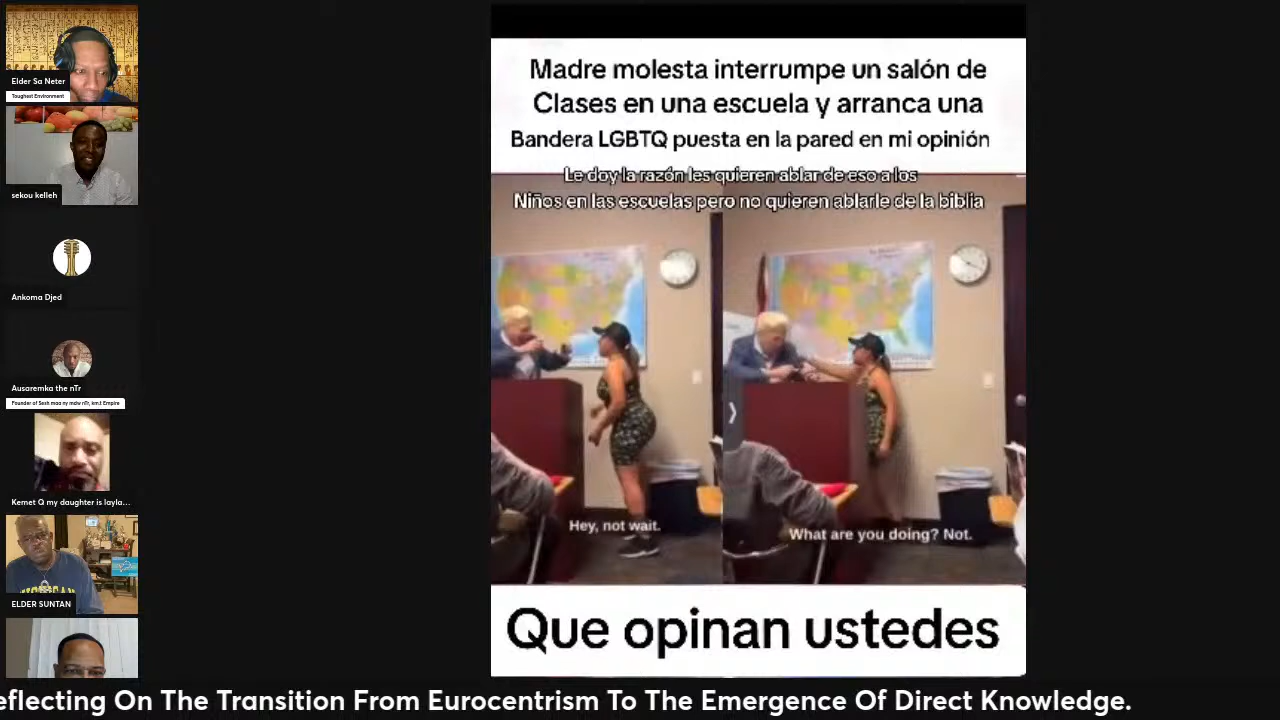 Elder Sa Neter
Toughest Environment
sekou kelleh
Ankoma Djed
Ausaremka the nTr
Founder of Sesh maa ny mdw nTr, km.t Empire
Kemet Q my daughter is layla...
ELDER SUNTAN
Madre molesta interrumpe un salón de
Clases en una escuela y arranca una
Bandera LGBTQ puesta en la pared en mi opinión
Le doy la razón les quieren ablar de eso a los
Niños en las escuelas pero no quieren ablarle de la biblia
Hey, not wait.
What are you doing? Not.
Que opinan ustedes
eflecting On The Transition From Eurocentrism To The Emergence Of Direct Knowledge.